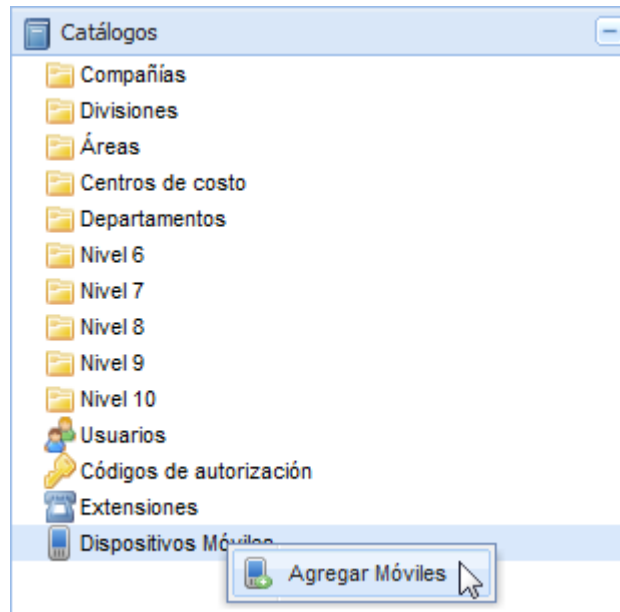 Catálogos
Compañías
Divisiones
Áreas
Centros de costo
Departamentos
Nivel 6
Nivel 7
Nivel 8
Nivel 9
Nivel 10
Usuarios
Códigos de autorización
Extensiones
Dispositivos Móviles
Agregar Móviles